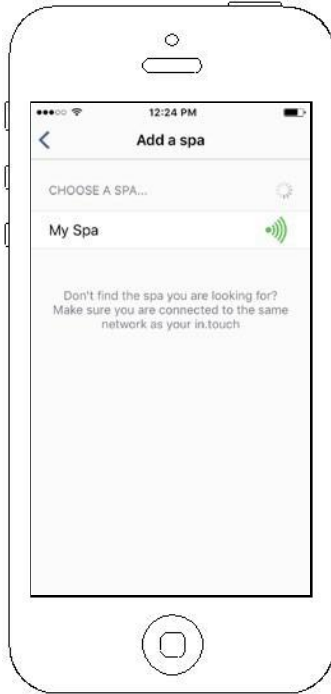 12:24 PM
Add a spa
CHOOSE A SPA...
My Spa
Don't find the spa you are looking for?
Make sure you are connected to the same
network as your in.touch